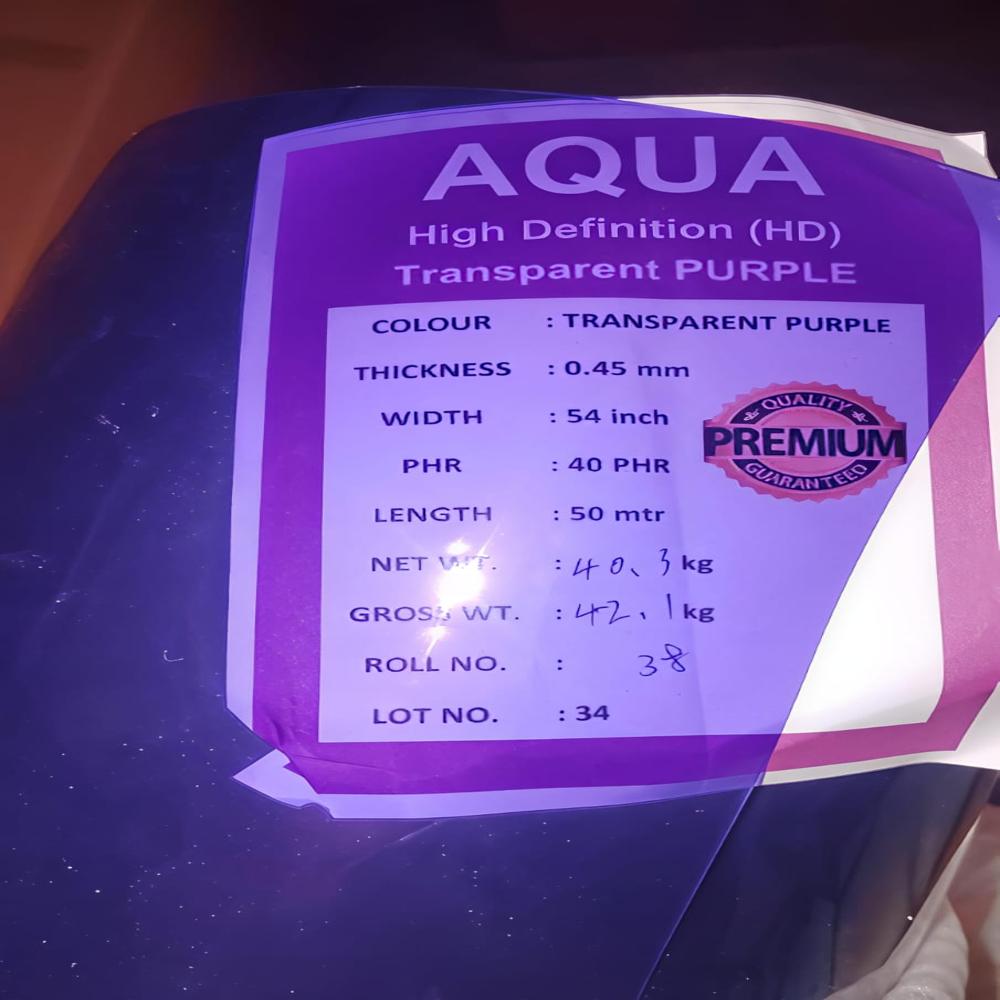 AQUA
High Definition (HD)
Transparent PURPLE
COLOUR : TRANSPARENT PURPLE
THICKNESS : 0.45 mm
WIDTH : 54 inch
PHR : 40 PHR
LENGTH : 50 mtr
NET WT. : 40.3 kg
GROSS WT. : 42.1 kg
ROLL NO. : 38
LOT NO. : 34
QUALITY
PREMIUM
GUARANTEED